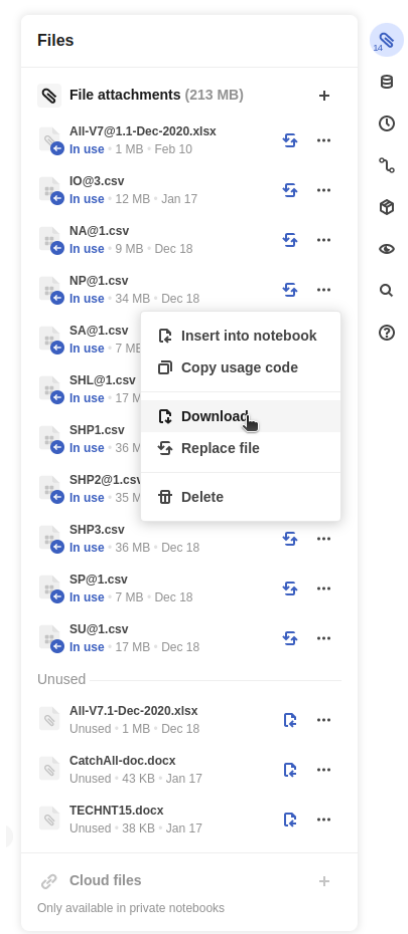 Files
14
File attachments (213 MB)
All-V7@1.1-Dec-2020.xlsx
In use • 1 MB • Feb 10
IO@3.csv
In use • 12 MB • Jan 17
NA@1.csv
In use • 9 MB • Dec 18
NP@1.csv
In use • 34 MB • Dec 18
SA@1.csv
In use • 7
SHL@1.csv
In use • 17
SHP1.csv
In use • 36
SHP2@1.csv
In use • 35
Insert into notebook
Copy usage code
Download
Replace file
Delete
SHP3.csv
In use • 36 MB • Dec 18
SP@1.csv
In use • 7 MB • Dec 18
SU@1.csv
In use • 17 MB • Dec 18
Unused
All-V7.1-Dec-2020.xlsx
Unused • 1 MB • Dec 18
CatchAll-doc.docx
Unused • 43 KB • Jan 17
TECHNT15.docx
Unused • 38 KB • Jan 17
Cloud files
Only available in private notebooks